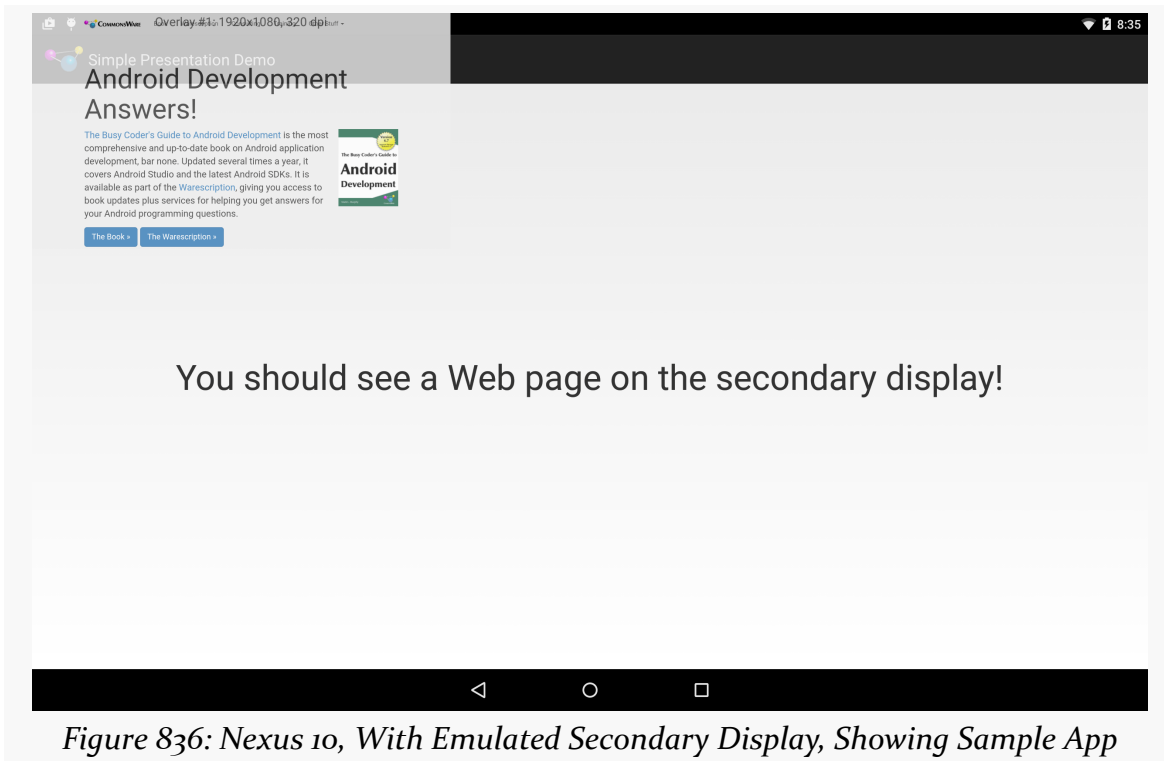 COMMONSWARE Overlay #1: 1920x1080, 320 dpi Stuff
8:35
Simple Presentation Demo
Android Development
Answers!
The Busy Coder's Guide to Android Development is the most
comprehensive and up-to-date book on Android application
development, bar none. Updated several times a year, it
covers Android Studio and the latest Android SDKs. It is
available as part of the Warescription, giving you access to
book updates plus services for helping you get answers for
your Android programming questions.
The Busy Coder's Guide to
Android
Development
The Book »
The Warescription »
You should see a Web page on the secondary display!
Figure 836: Nexus 10, With Emulated Secondary Display, Showing Sample App